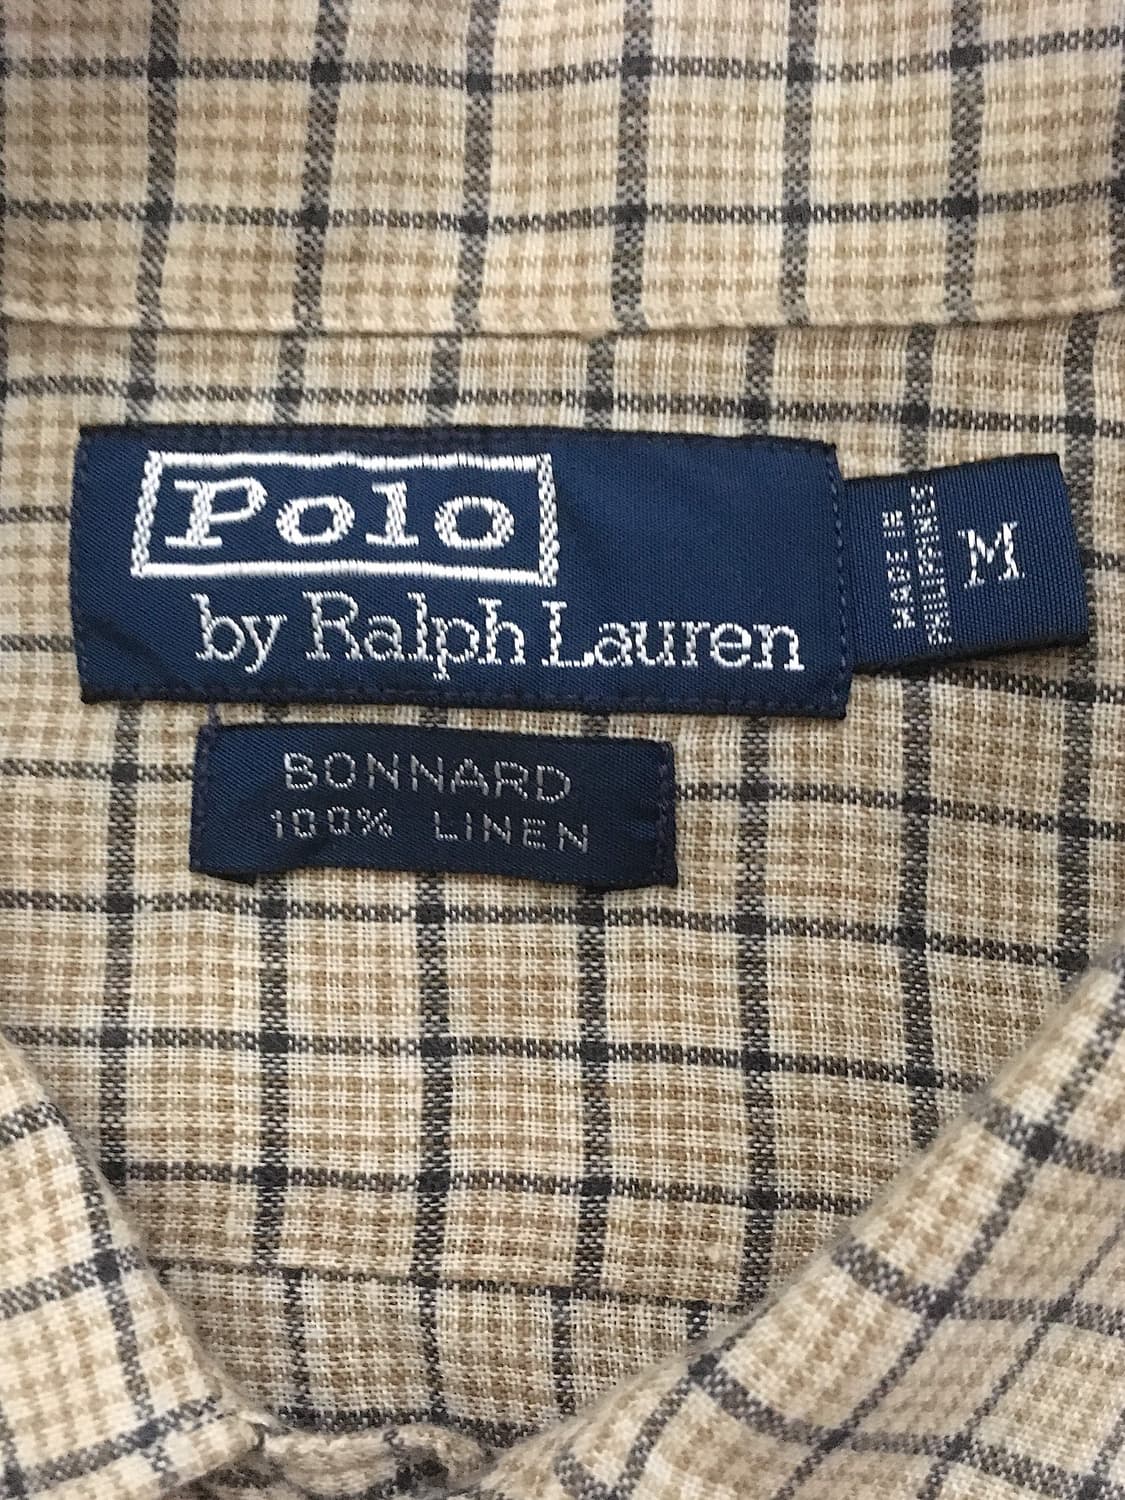 Polo
by Ralph Lauren
MADE IN
PHILIPPINES
M
BONNARD
100% LINEN